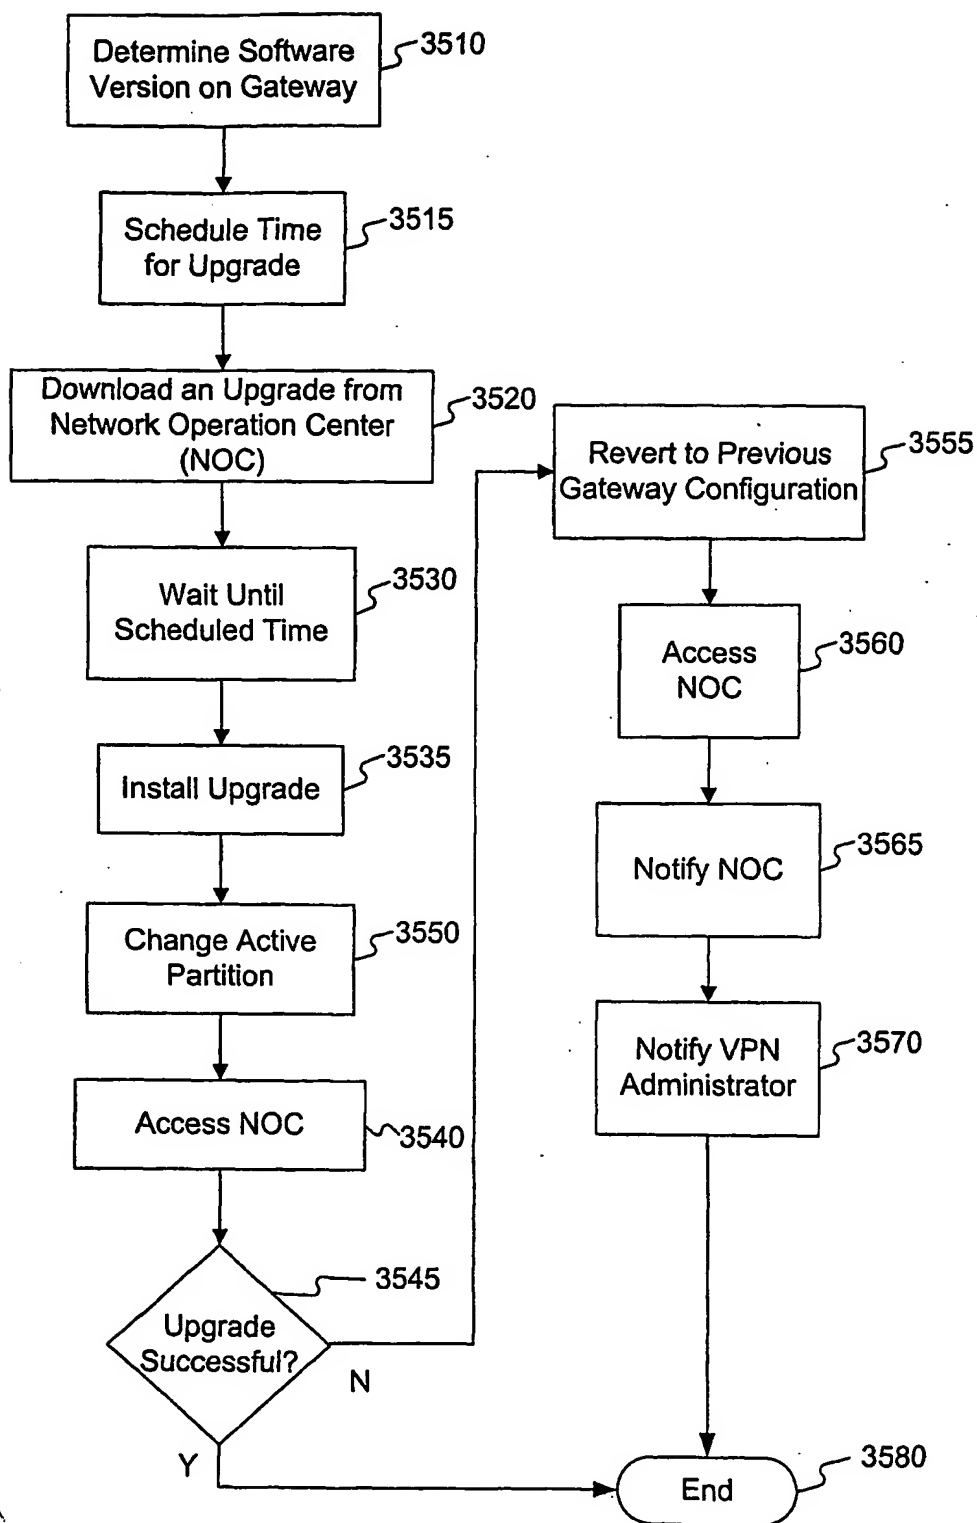 Determine Software
Version on Gateway
3510
Schedule Time
for Upgrade
3515
Download an Upgrade from
Network Operation Center
(NOC)
3520
Wait Until
Scheduled Time
3530
Install Upgrade
3535
Change Active
Partition
3550
Access NOC
3540
Upgrade
Successful?
3545
N
Y
Revert to Previous
Gateway Configuration
3555
Access
NOC
3560
Notify NOC
3565
Notify VPN
Administrator
3570
End
3580